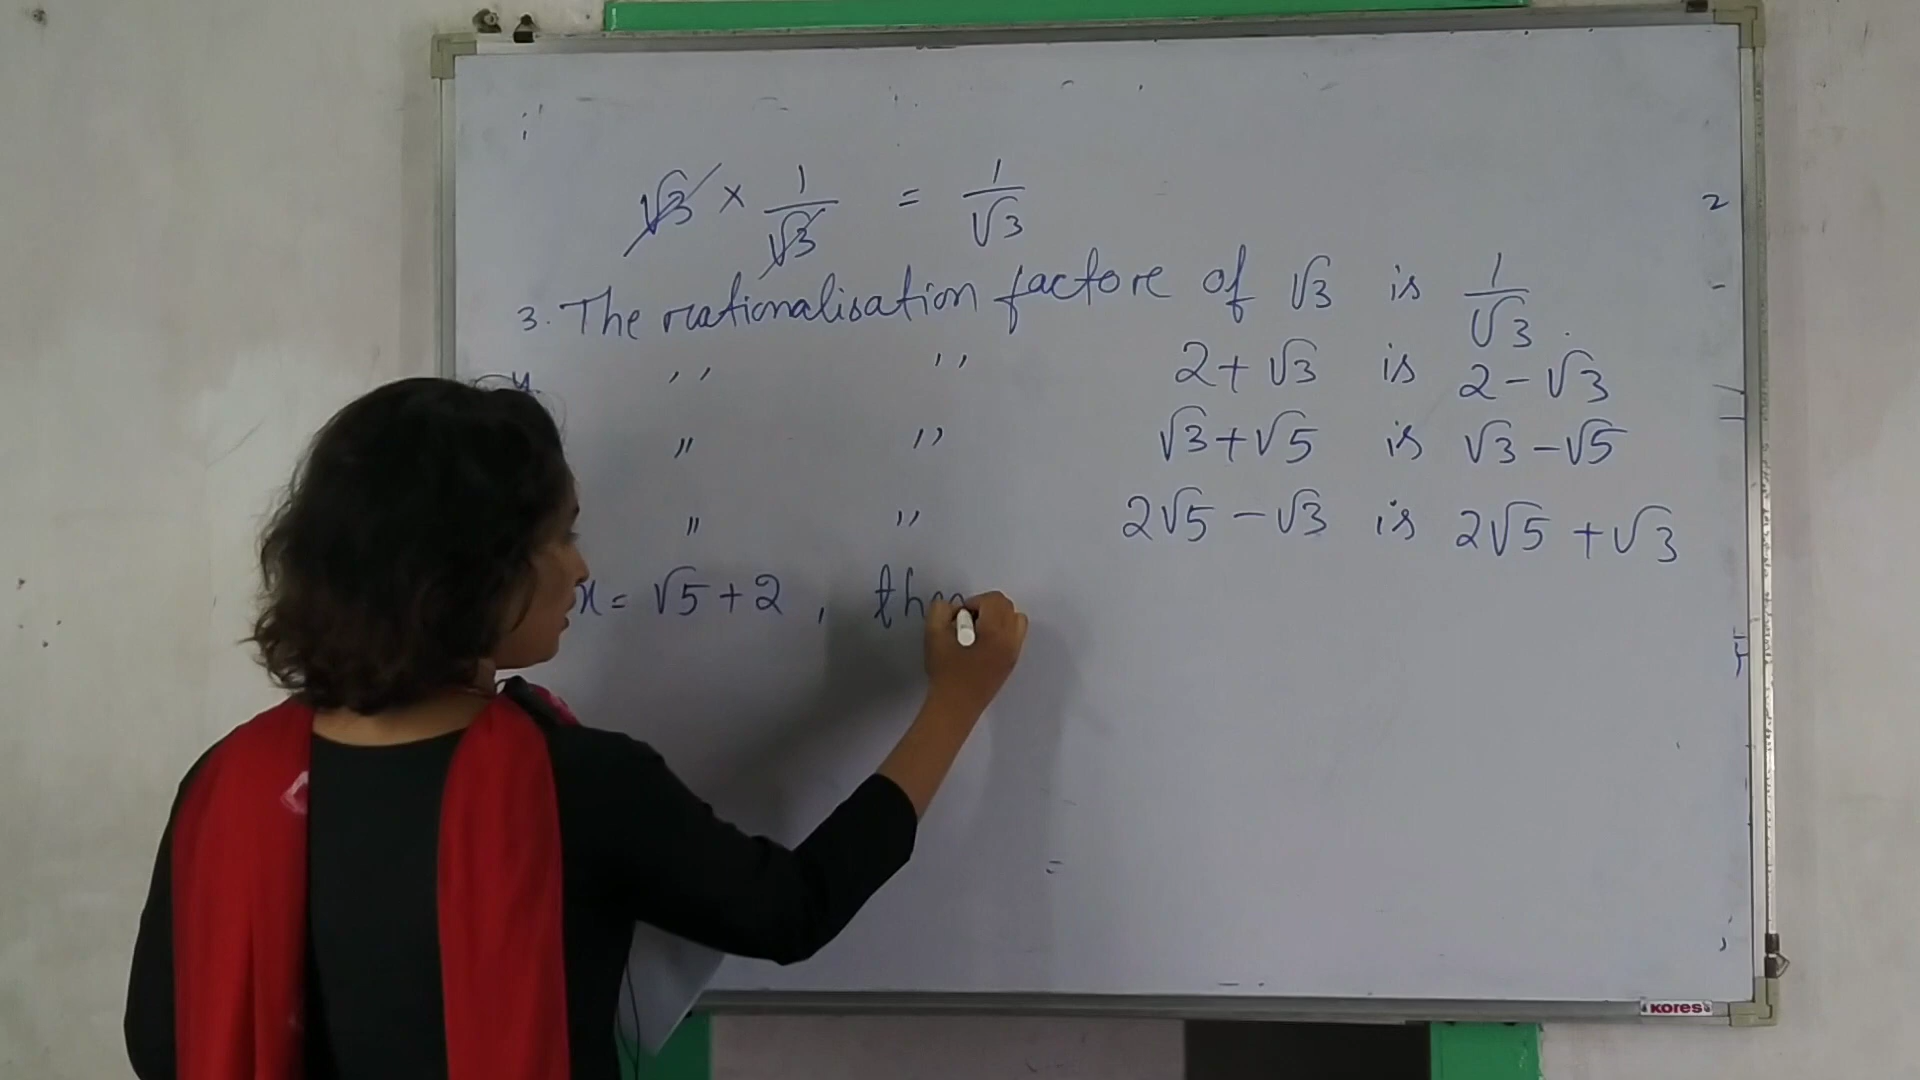 √3 × 1/√3 = 1/√3
2
3. The rationalisation factore of √3 is 1/√3.
" " 2+√3 is 2-√3
" " √3+√5 is √3-√5
" " 2√5-√3 is 2√5+√3
x = √5+2, then
KORES